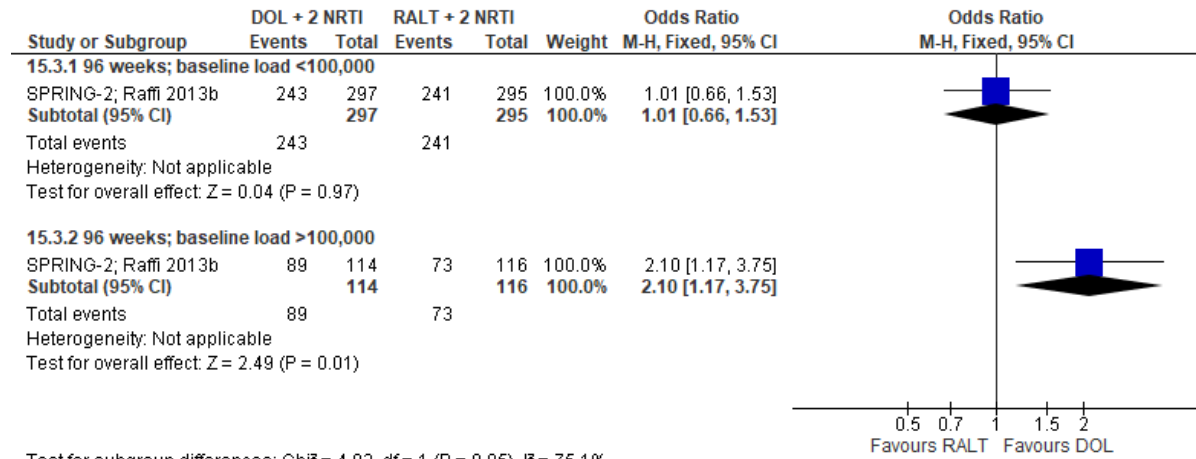 DOL + 2 NRTI RALT + 2 NRTI Odds Ratio Odds Ratio
Study or Subgroup Events Total Events Total Weight M-H, Fixed, 95% CI M-H, Fixed, 95% CI
15.3.1 96 weeks; baseline load <100,000
SPRING-2; Raffi 2013b 243 297 241 295 100.0% 1.01 [0.66, 1.53]
Subtotal (95% CI) 297 295 100.0% 1.01 [0.66, 1.53]
Total events 243 241
Heterogeneity: Not applicable
Test for overall effect: Z = 0.04 (P = 0.97)
15.3.2 96 weeks; baseline load >100,000
SPRING-2; Raffi 2013b 89 114 73 116 100.0% 2.10 [1.17, 3.75]
Subtotal (95% CI) 114 116 100.0% 2.10 [1.17, 3.75]
Total events 89 73
Heterogeneity: Not applicable
Test for overall effect: Z = 2.49 (P = 0.01)
0.5 0.7 1 1.5 2
Favours RALT Favours DOL
Test for subgroup differences: df = 1